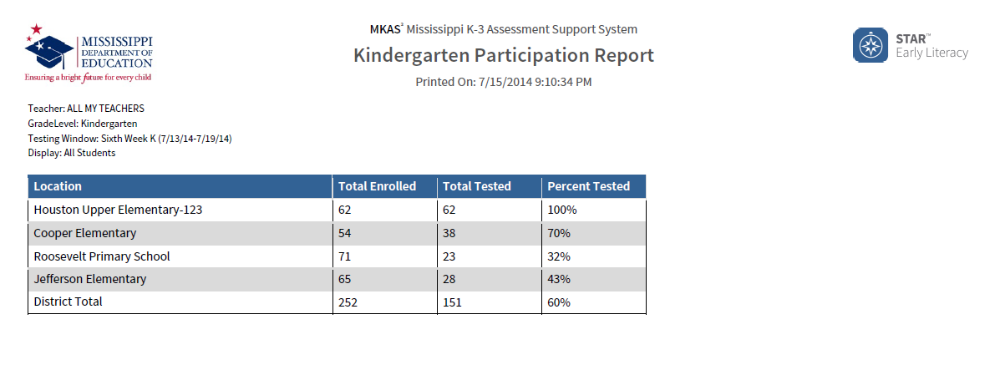 MISSISSIPPI
DEPARTMENT OF
EDUCATION
Ensuring a bright future for every child
MKAS² Mississippi K-3 Assessment Support System
Kindergarten Participation Report
Printed On: 7/15/2014 9:10:34 PM
STAR™
Early Literacy
Teacher: ALL MY TEACHERS
GradeLevel: Kindergarten
Testing Window: Sixth Week K (7/13/14-7/19/14)
Display: All Students
Location Total Enrolled Total Tested Percent Tested
Houston Upper Elementary-123 62 62 100%
Cooper Elementary 54 38 70%
Roosevelt Primary School 71 23 32%
Jefferson Elementary 65 28 43%
District Total 252 151 60%